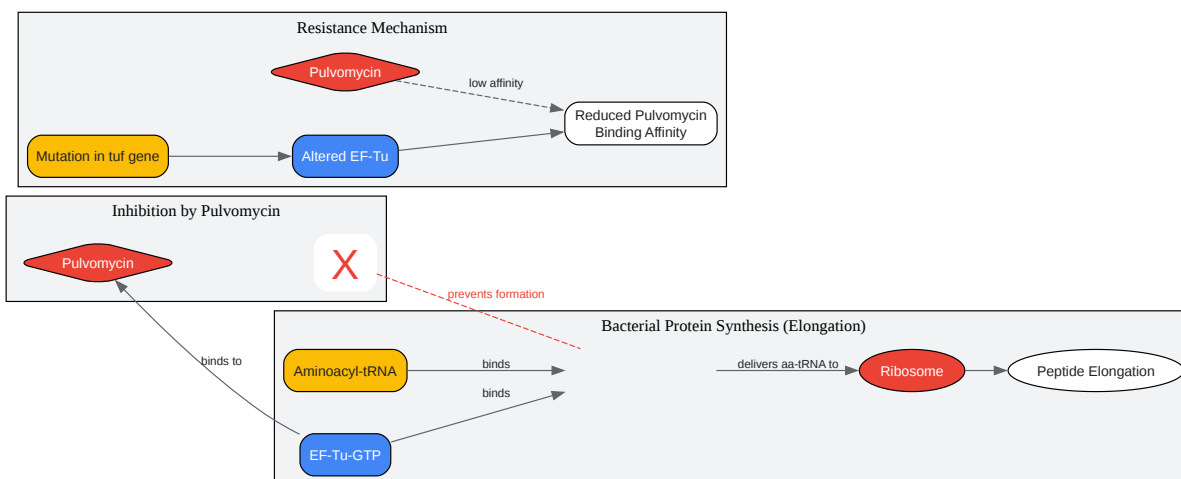 Resistance Mechanism
Pulvomycin
low affinity
Reduced Pulvomycin
Binding Affinity
Mutation in tuf gene
Altered EF-Tu
Inhibition by Pulvomycin
Pulvomycin
X
prevents formation
Bacterial Protein Synthesis (Elongation)
binds to
Aminoacyl-tRNA
binds
delivers aa-tRNA to
Ribosome
Peptide Elongation
binds
EF-Tu-GTP